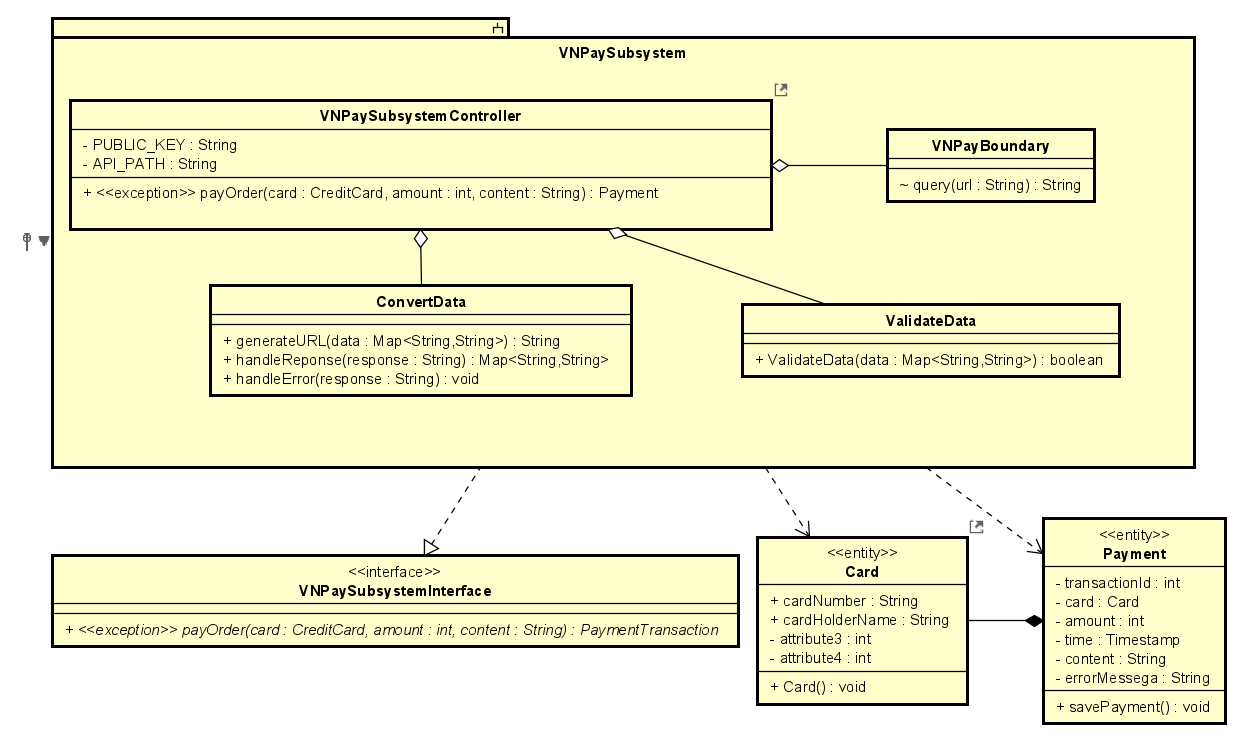 VNPaySubsystem
VNPaySubsystemController
- PUBLIC_KEY : String
- API_PATH : String
+ <<exception>> payOrder(card : CreditCard, amount : int, content : String) : Payment
VNPayBoundary
~ query(url : String) : String
ConvertData
+ generateURL(data : Map<String,String>) : String
+ handleReponse(response : String) : Map<String,String>
+ handleError(response : String) : void
ValidateData
+ ValidateData(data : Map<String,String>) : boolean
<<interface>>
VNPaySubsystemInterface
+ <<exception>> payOrder(card : CreditCard, amount : int, content : String) : PaymentTransaction
<<entity>>
Card
+ cardNumber : String
+ cardHolderName : String
- attribute3 : int
- attribute4 : int
+ Card() : void
<<entity>>
Payment
- transactionId : int
- card : Card
- amount : int
- time : Timestamp
- content : String
- errorMessega : String
+ savePayment() : void